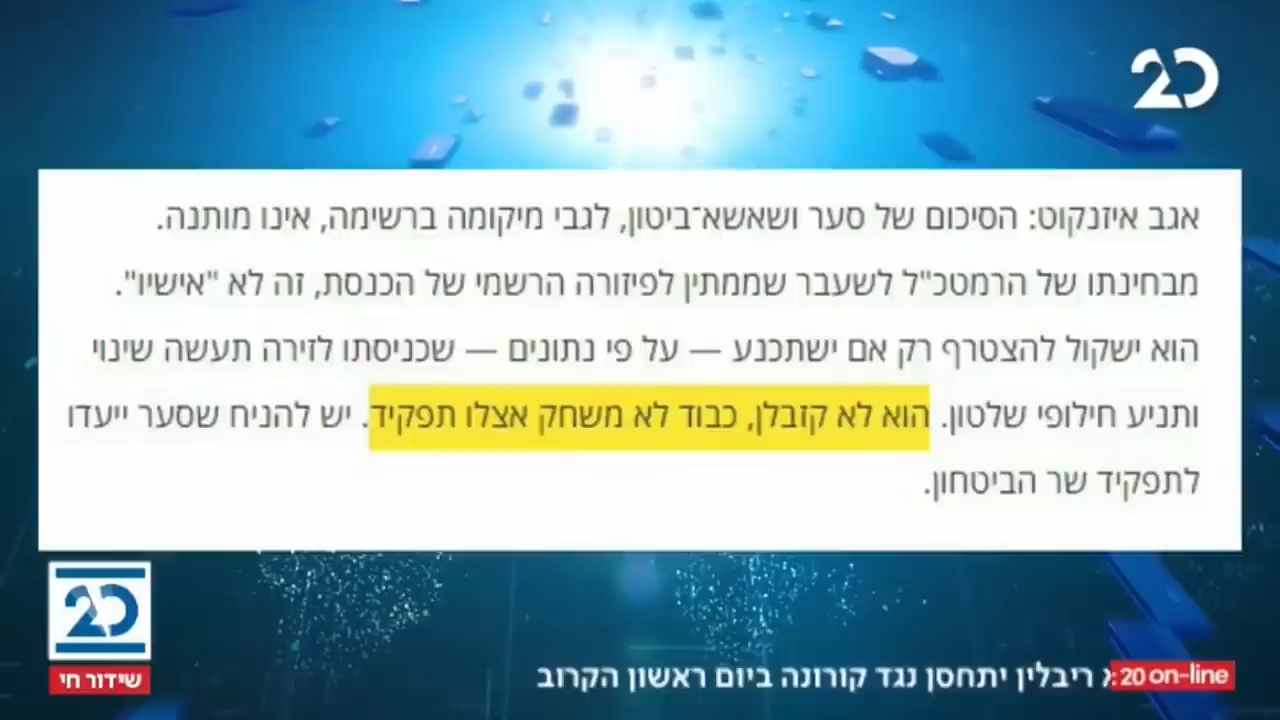 20
אגב איזנקוט: הסיכום של סער ושאשא־ביטון, לגבי מיקומה ברשימה, אינו מותנה.
מבחינתו של הרמטכ"ל לשעבר שממתין לפיזורה הרשמי של הכנסת, זה לא "אישיו".
הוא ישקול להצטרף רק אם ישתכנע — על פי נתונים — שכניסתו לזירה תעשה שינוי
ותניע חילופי שלטון. הוא לא קזבלן, כבוד לא משחק אצלו תפקיד. יש להניח שסער ייעדו
לתפקיד שר הביטחון.
20
שידור חי
20 on-line
ריבלין יתחסן נגד קורונה ביום ראשון הקרוב